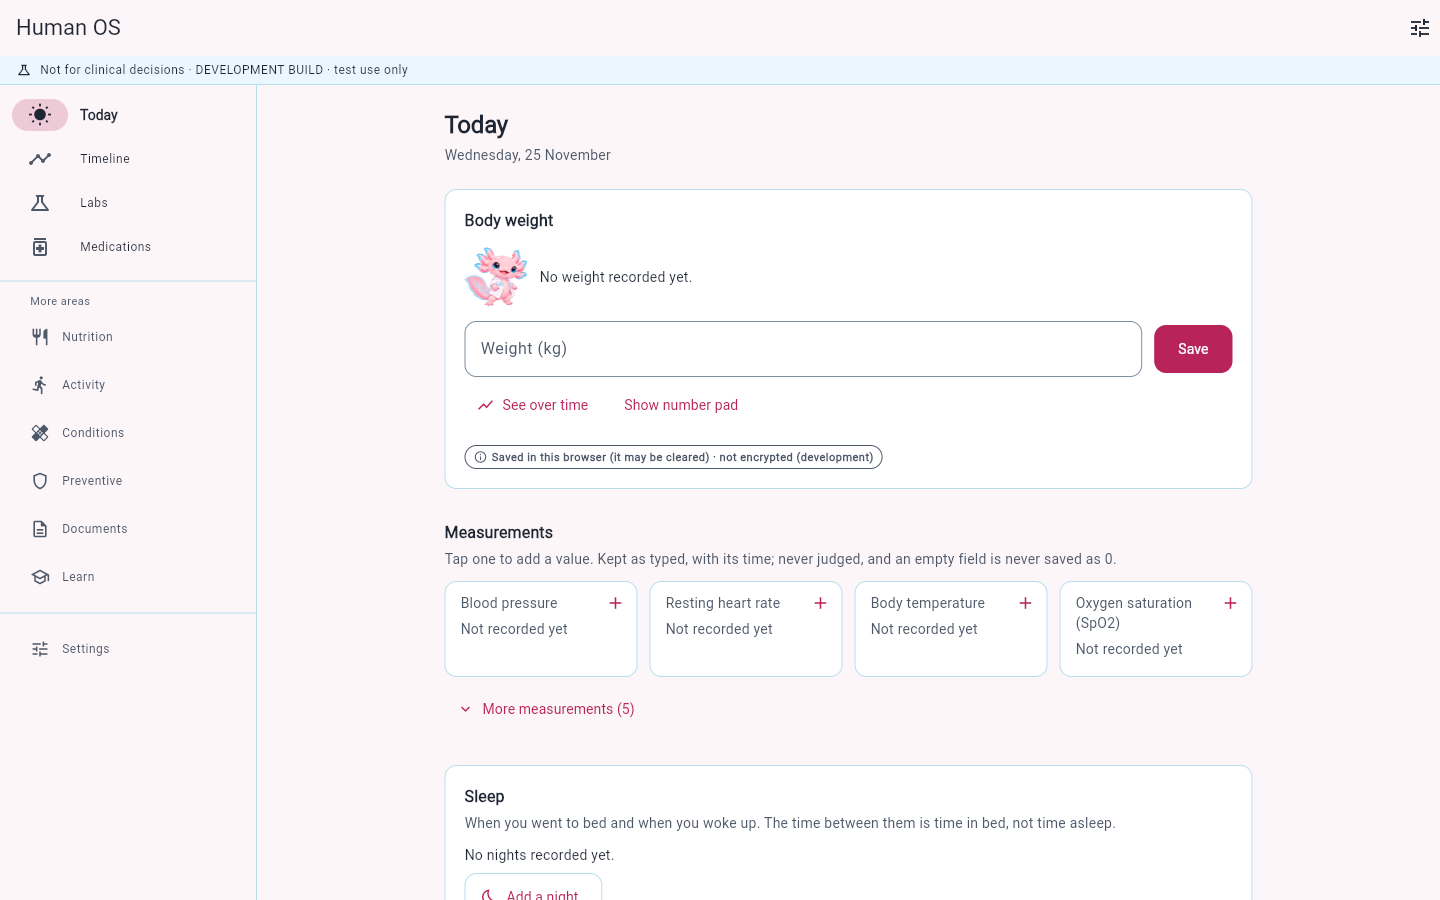 Human OS
Not for clinical decisions · DEVELOPMENT BUILD · test use only
Today
Timeline
Labs
Medications
More areas
Nutrition
Activity
Conditions
Preventive
Documents
Learn
Settings
Today
Wednesday, 25 November
Body weight
No weight recorded yet.
Weight (kg)
Save
See over time
Show number pad
Saved in this browser (it may be cleared) · not encrypted (development)
Measurements
Tap one to add a value. Kept as typed, with its time; never judged, and an empty field is never saved as 0.
Blood pressure
Not recorded yet
Resting heart rate
Not recorded yet
Body temperature
Not recorded yet
Oxygen saturation
(SpO2)
Not recorded yet
More measurements (5)
Sleep
When you went to bed and when you woke up. The time between them is time in bed, not time asleep.
No nights recorded yet.
Add a night